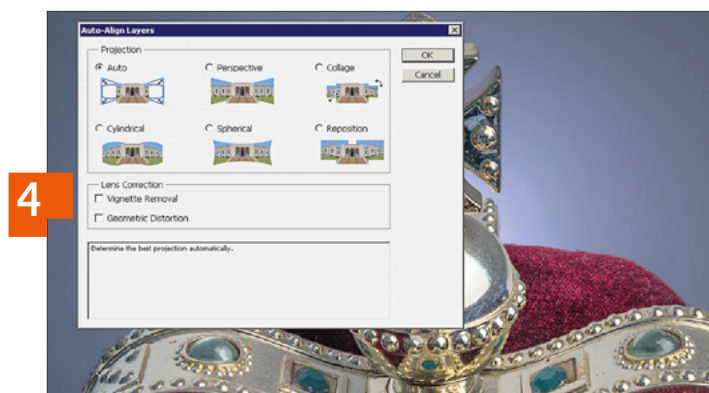 Auto-Align Layers
Projection
Auto
Perspective
Collage
OK
Cancel
Cylindrical
Spherical
Reposition
4
Lens Correction
Vignette Removal
Geometric Distortion
Determine the best projection automatically.